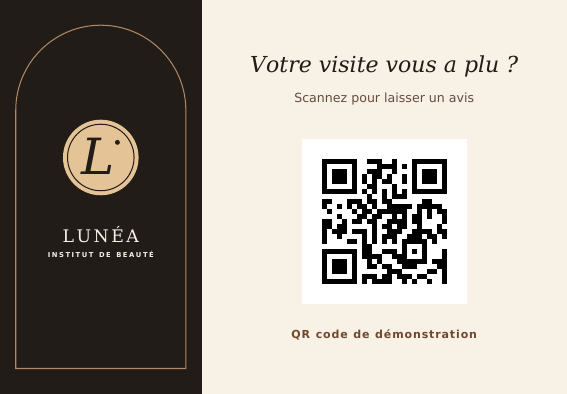 L
LUNÉA
INSTITUT DE BEAUTÉ
Votre visite vous a plu ?
Scannez pour laisser un avis
QR code de démonstration